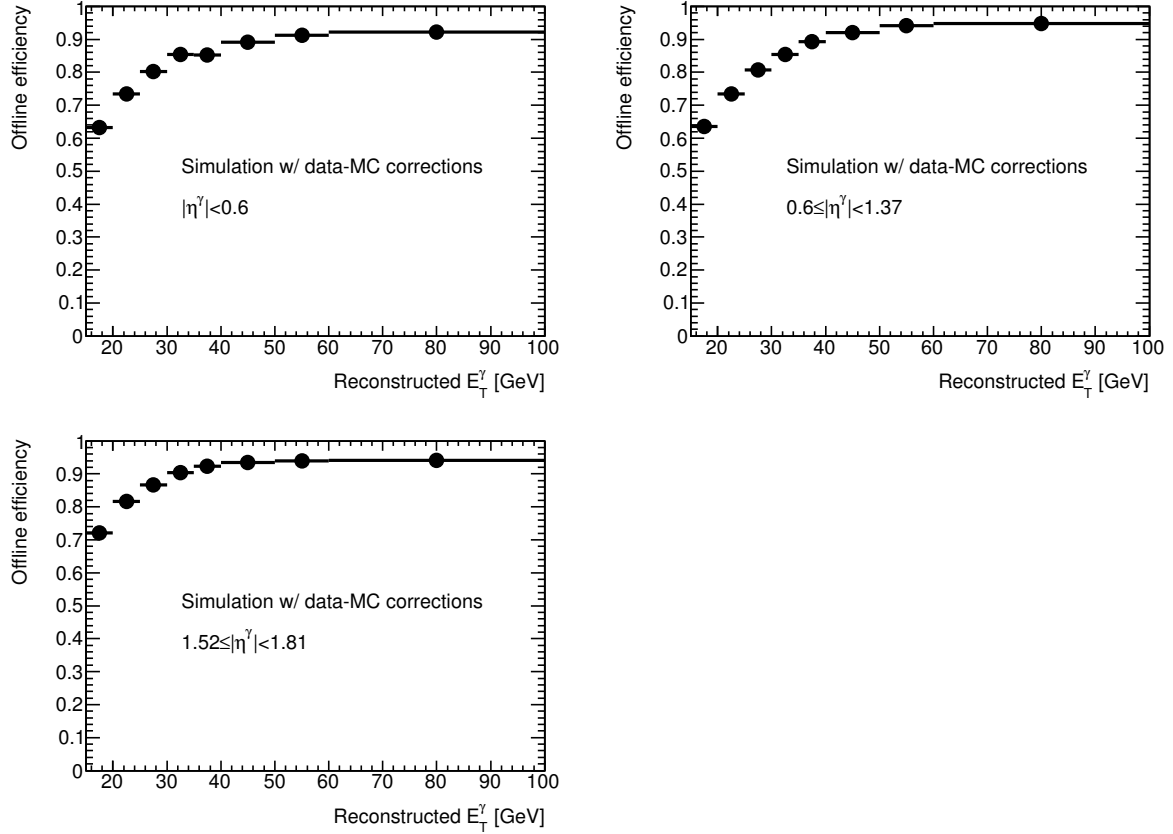 Offline efficiency
1
0.9
0.8
0.7
0.6
0.5
0.4
0.3
0.2
0.1
0
Simulation w/ data-MC corrections
|η^γ|<0.6
20 30 40 50 60 70 80 90 100
Reconstructed E_T^γ [GeV]
Offline efficiency
1
0.9
0.8
0.7
0.6
0.5
0.4
0.3
0.2
0.1
0
Simulation w/ data-MC corrections
0.6≤|η^γ|<1.37
20 30 40 50 60 70 80 90 100
Reconstructed E_T^γ [GeV]
Offline efficiency
1
0.9
0.8
0.7
0.6
0.5
0.4
0.3
0.2
0.1
0
Simulation w/ data-MC corrections
1.52≤|η^γ|<1.81
20 30 40 50 60 70 80 90 100
Reconstructed E_T^γ [GeV]